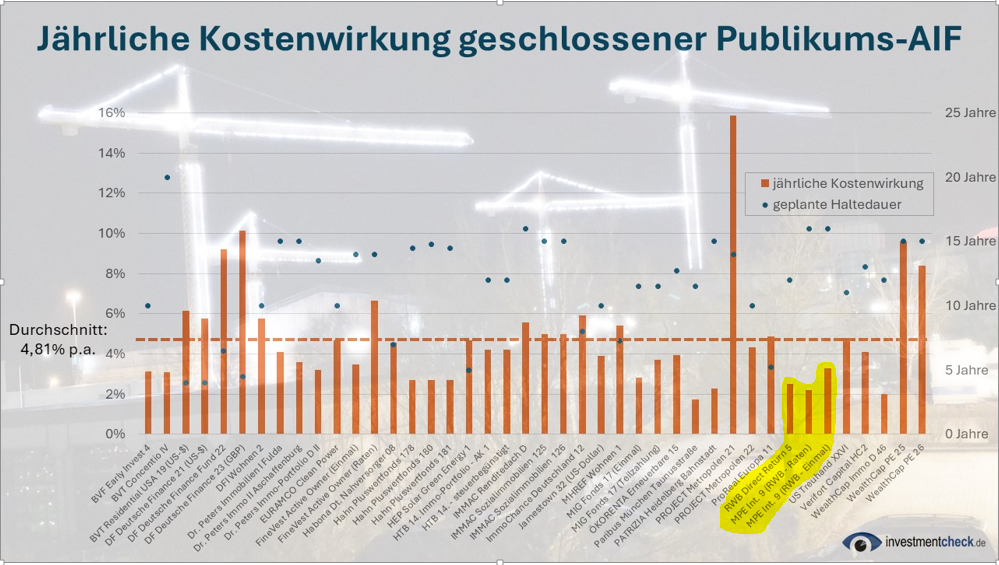 Jährliche Kostenwirkung geschlossener Publikums-AIF
16%
14%
12%
10%
8%
6%
4%
2%
0%
25 Jahre
20 Jahre
15 Jahre
10 Jahre
5 Jahre
0 Jahre
jährliche Kostenwirkung
geplante Haltedauer
Durchschnitt:
4,81% p.a.
BVF Early Invest 4
BVT Concentio IV
BVT Residential USA 19 (US-$)
DF Deutsche Finance 21 (US-$)
DF Deutsche Finance Fund 22
DF Deutsche Finance 23 (GBP)
DFI Wohnen 2
Dr. Peters Immobilien I Fulda
Dr. Peters Immo I Aschaffenburg
Dr. Peters Immo Portfolio D II
EURAMCO Clean Power
FineVest Active Owner (Einmal)
FineVest Active Owner (Raten)
Habona Dt. Nahversorger 08
Hahn Pluswertfonds 178
Hahn Pluswertfonds 180
Hahn Pluswertfonds 181
HEP Solar Green Energy 1
HTB 14. Immo-Portfolio - AK 1
HTB 14. - steuerbegünstigt
IMMAC Renditedach D
IMMAC Sozialimmobilien 125
IMMAC Sozialimmobilien 126
ImmoChance Deutschland 12
Jamestown 32 (US-Dollar)
MHEF Wohnen 1
MIG Fonds 17 (Einmal)
MIG Fonds 17 (Teilzahlung)
ÖKORENTA Erneuerbare 15
Paribus München Taunusstraße
PATRIZIA Heidelberg Bahnstadt
PROJECT Metropolen 21
PROJECT Metropolen 22
ProReal Europa 11
RWB Direct Return 5
MPE Int. 9 (RWB - Raten)
MPE Int. 9 (RWB - Einmal)
US Treuhand XXVI
Verifort Capital HC2
WealthCap Immo D 46
WealthCap PE 25
WealthCap PE 26
investmentcheck.de